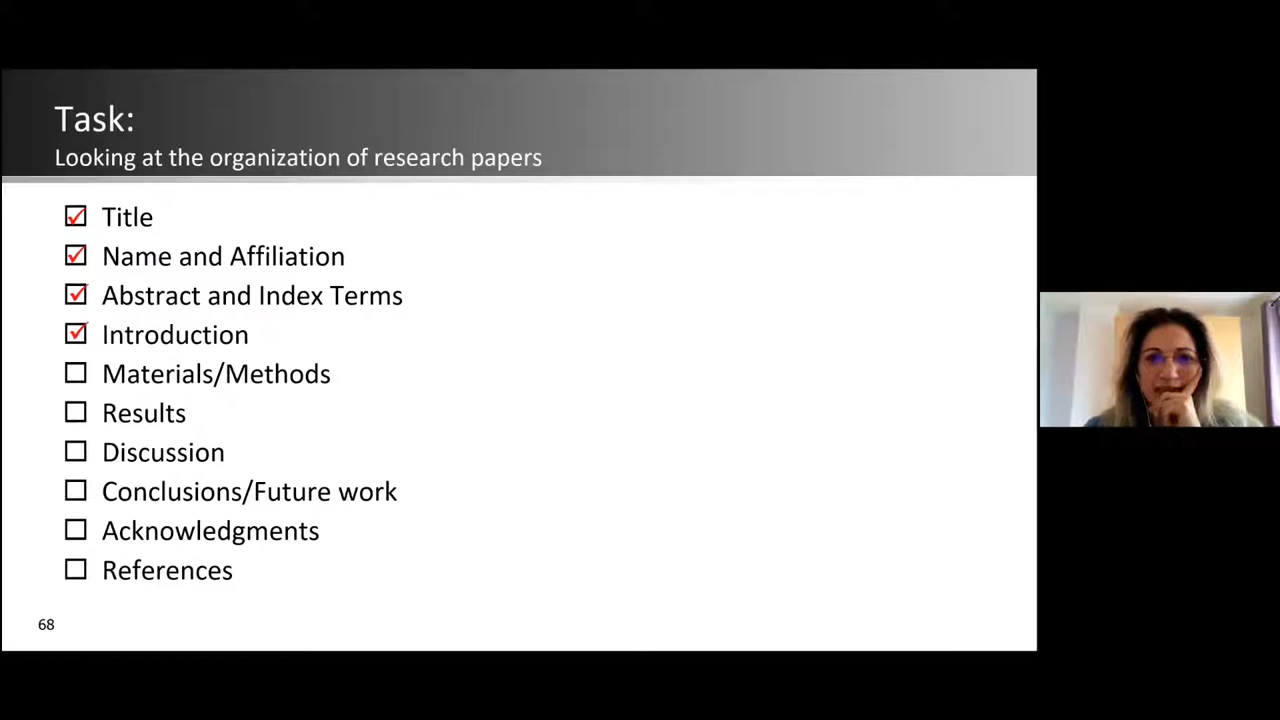 Task:
Looking at the organization of research papers
Title
Name and Affiliation
Abstract and Index Terms
Introduction
Materials/Methods
Results
Discussion
Conclusions/Future work
Acknowledgments
References
68